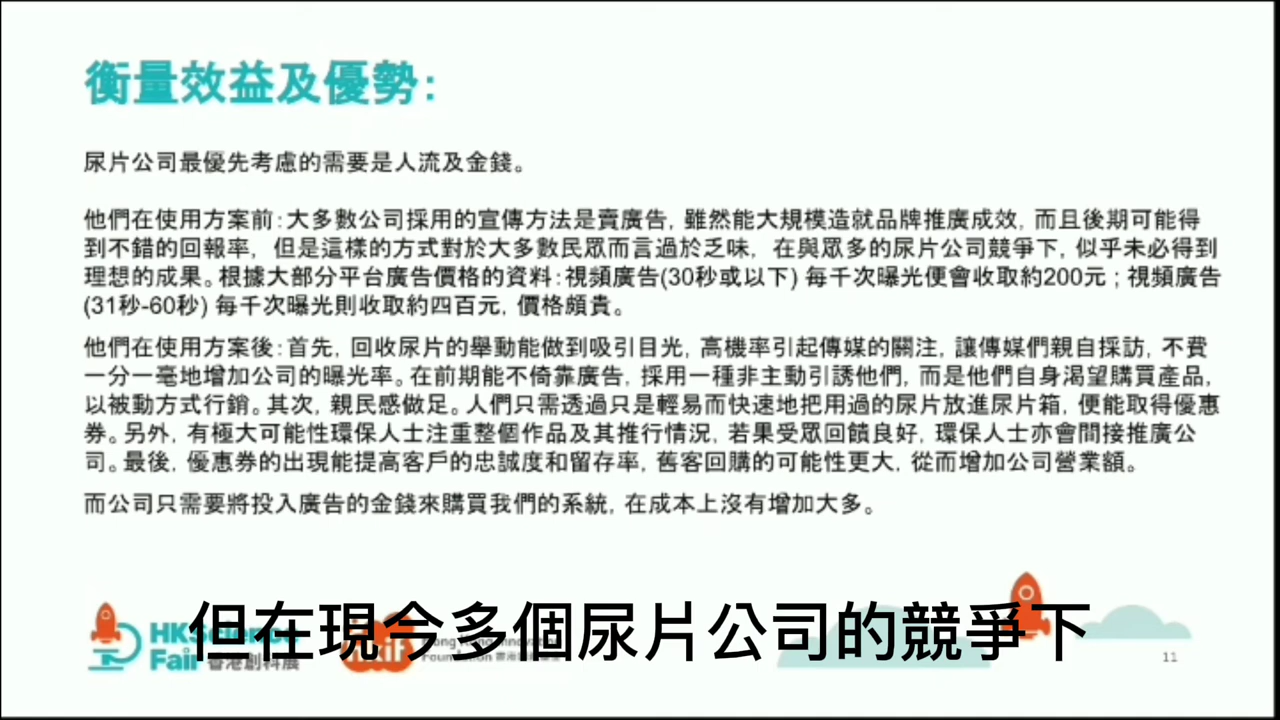 衡量效益及優勢：
尿片公司最優先考慮的需要是人流及金錢。
他們在使用方案前：大多數公司採用的宣傳方法是賣廣告，雖然能大規模造就品牌推廣成效，而且後期可能得
到不錯的回報率，但是這樣的方式對於大多數民眾而言過於乏味，在與眾多的尿片公司競爭下，似乎未必得到
理想的成果。根據大部分平台廣告價格的資料：視頻廣告(30秒或以下) 每千次曝光便會收取約200元；視頻廣告
(31秒-60秒) 每千次曝光則收取約四百元，價格頗貴。
他們在使用方案後：首先，回收尿片的舉動能做到吸引目光，高機率引起傳媒的關注，讓傳媒們親自採訪，不費
一分一毫地增加公司的曝光率。在前期能不倚靠廣告，採用一種非主動引誘他們，而是他們自身渴望購買產品，
以被動方式行銷。其次，親民感做足。人們只需透過只是輕易而快速地把用過的尿片放進尿片箱，便能取得優惠
券。另外，有極大可能性環保人士注重整個作品及其推行情況，若果受眾回饋良好，環保人士亦會間接推廣公
司。最後，優惠券的出現能提高客戶的忠誠度和留存率，舊客回購的可能性更大，從而增加公司營業額。
而公司只需要將投入廣告的金錢來購買我們的系統，在成本上沒有增加大多。
但在現今多個尿片公司的競爭下
HKScience
Fair 香港創科展
11